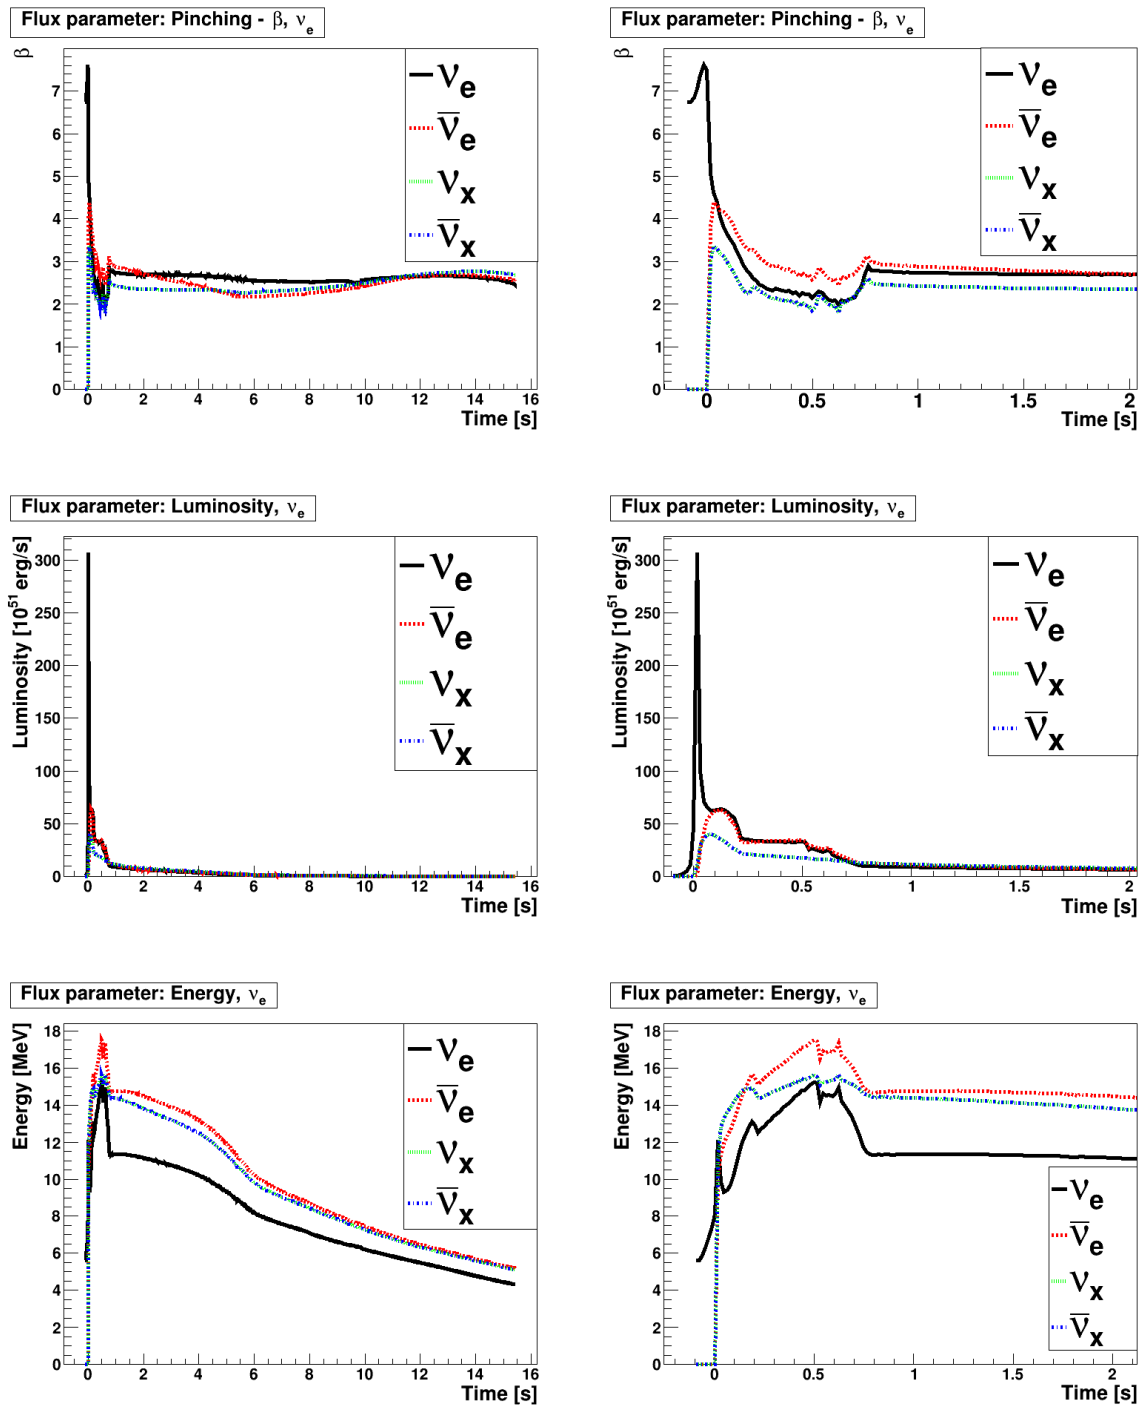 Flux parameter: Pinching - β, νe
β
7
6
5
4
3
2
1
0
0 2 4 6 8 10 12 14 16
Time [s]
νe
ν̅e
νx
ν̅x
Flux parameter: Pinching - β, νe
β
7
6
5
4
3
2
1
0
0 0.5 1 1.5 2
Time [s]
νe
ν̅e
νx
ν̅x
Flux parameter: Luminosity, νe
Luminosity [10^51 erg/s]
300
250
200
150
100
50
0
0 2 4 6 8 10 12 14 16
Time [s]
νe
ν̅e
νx
ν̅x
Flux parameter: Luminosity, νe
Luminosity [10^51 erg/s]
300
250
200
150
100
50
0
0 0.5 1 1.5 2
Time [s]
νe
ν̅e
νx
ν̅x
Flux parameter: Energy, νe
Energy [MeV]
18
16
14
12
10
8
6
4
2
0
0 2 4 6 8 10 12 14 16
Time [s]
νe
ν̅e
νx
ν̅x
Flux parameter: Energy, νe
Energy [MeV]
18
16
14
12
10
8
6
4
2
0
0 0.5 1 1.5 2
Time [s]
νe
ν̅e
νx
ν̅x